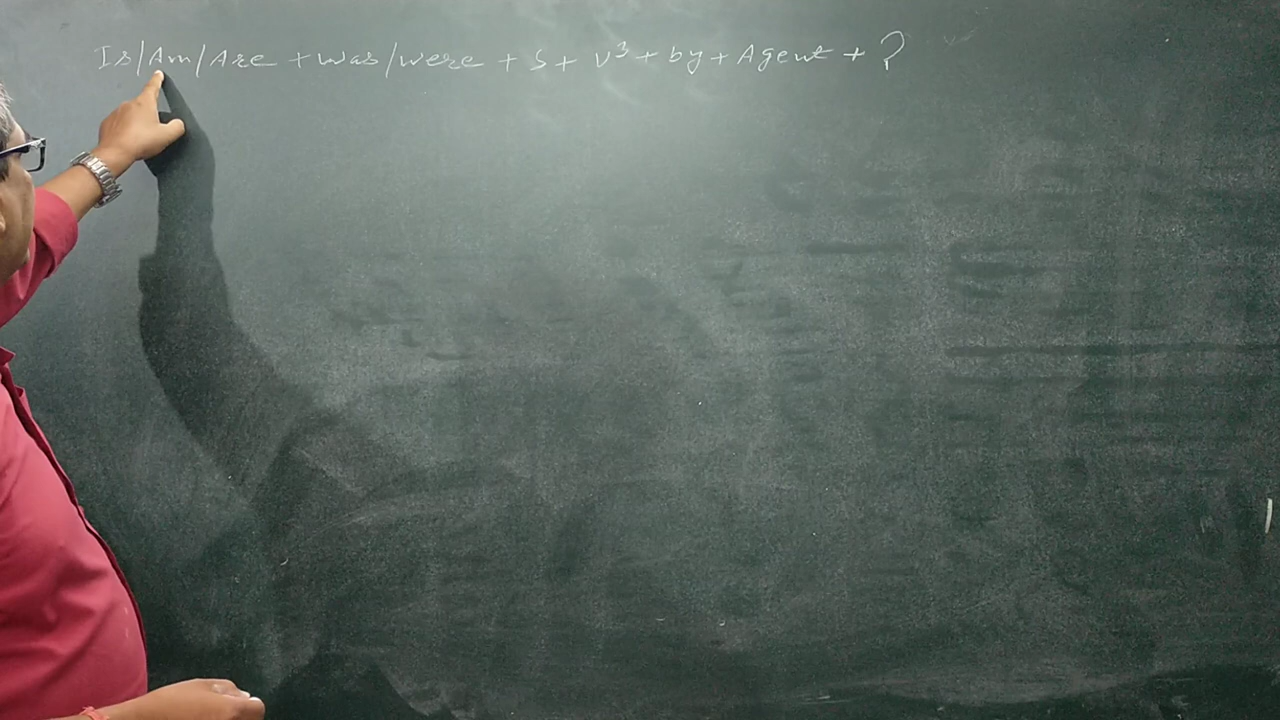 Is/Am/Are + was/were + S + V³ + by + Agent + ?